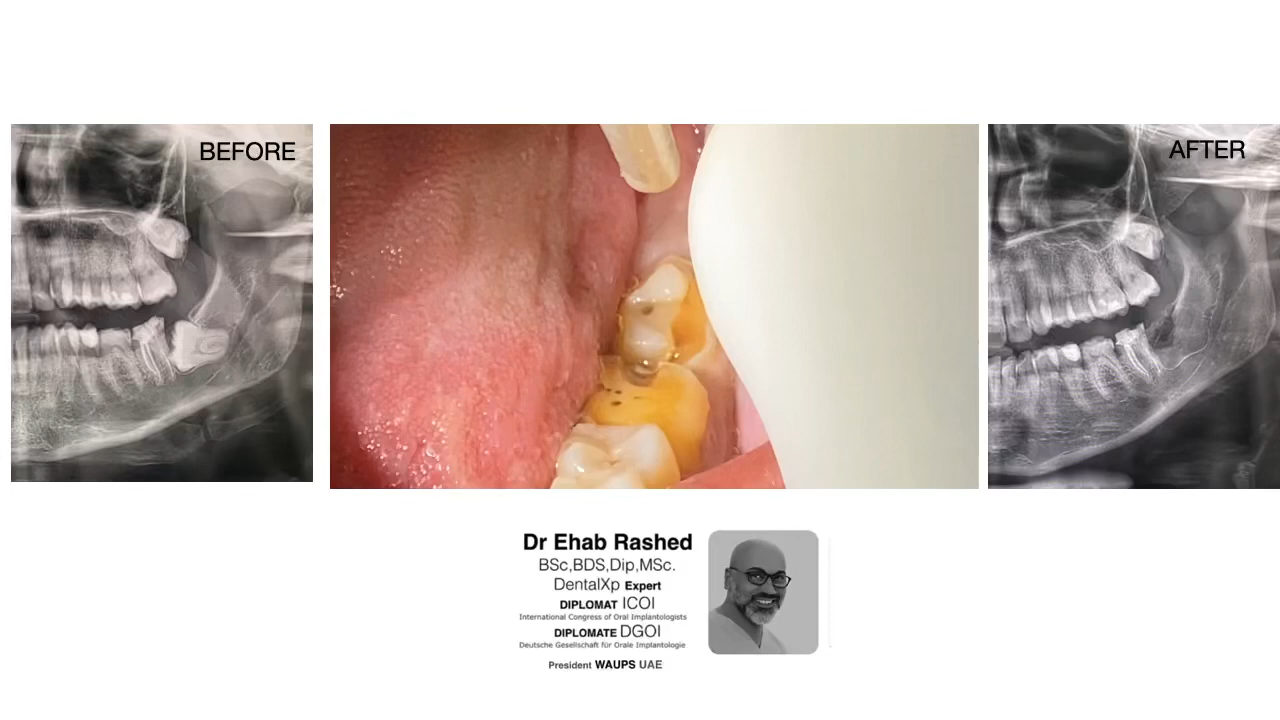 BEFORE
AFTER
Dr Ehab Rashed
BSc,BDS,Dip,MSc.
DentalXp Expert
DIPLOMAT ICOI
International Congress of Oral Implantologists
DIPLOMATE DGOI
Deutsche Gesellschaft für Orale Implantologie
President WAUPS UAE